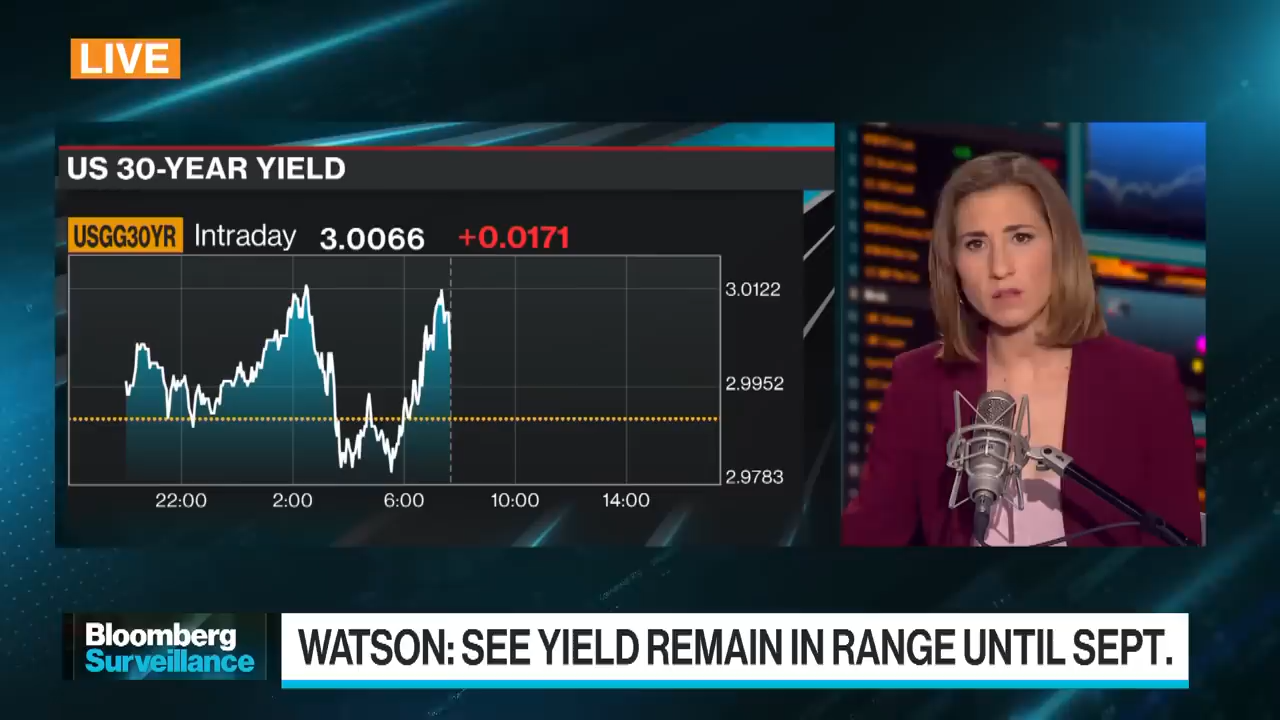 LIVE
US 30-YEAR YIELD
USGG30YR Intraday 3.0066 +0.0171
3.0122
2.9952
2.9783
22:00 2:00 6:00 10:00 14:00
Bloomberg
Surveillance
WATSON: SEE YIELD REMAIN IN RANGE UNTIL SEPT.